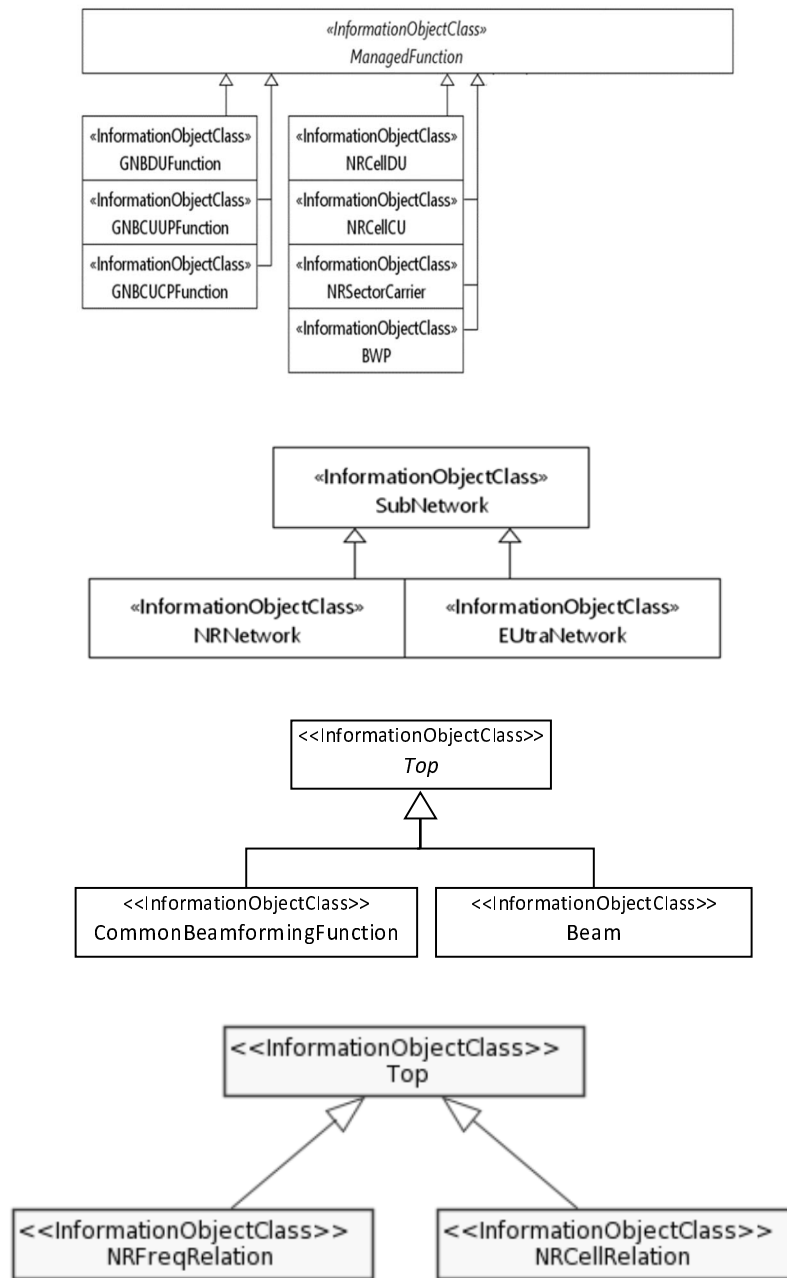 «InformationObjectClass»
ManagedFunction
«InformationObjectClass»
GNBDUFunction
«InformationObjectClass»
GNBCUUPFunction
«InformationObjectClass»
GNBCUCPFunction
«InformationObjectClass»
NRCellDU
«InformationObjectClass»
NRCellCU
«InformationObjectClass»
NRSectorCarrier
«InformationObjectClass»
BWP
«InformationObjectClass»
SubNetwork
«InformationObjectClass»
NRNetwork
«InformationObjectClass»
EUtraNetwork
<<InformationObjectClass>>
Top
<<InformationObjectClass>>
CommonBeamformingFunction
<<InformationObjectClass>>
Beam
<<InformationObjectClass>>
Top
<<InformationObjectClass>>
NRFreqRelation
<<InformationObjectClass>>
NRCellRelation